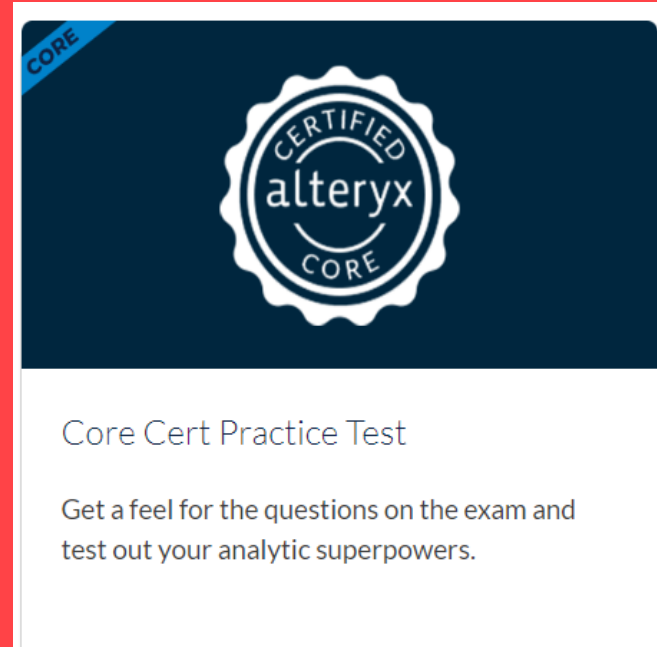 CORE
CERTIFIED
alteryx
CORE
Core Cert Practice Test
Get a feel for the questions on the exam and
test out your analytic superpowers.